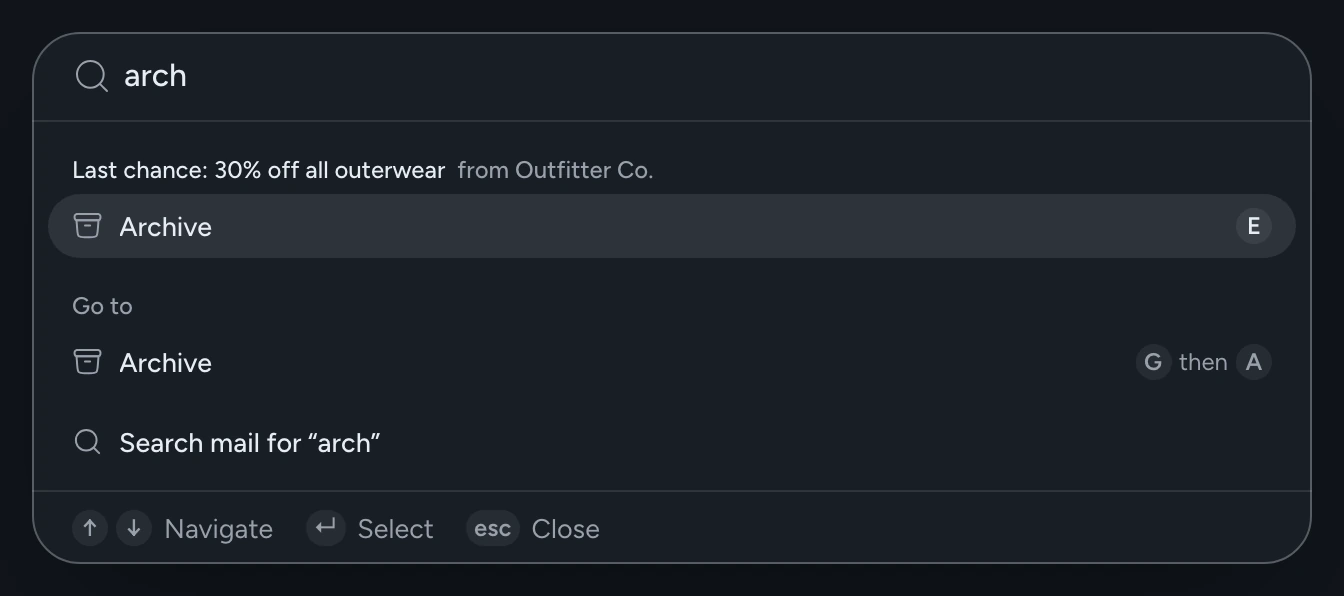 arch
Last chance: 30% off all outerwear from Outfitter Co.
Archive E
Go to
Archive G then A
Search mail for “arch”
↑ ↓ Navigate ↵ Select esc Close